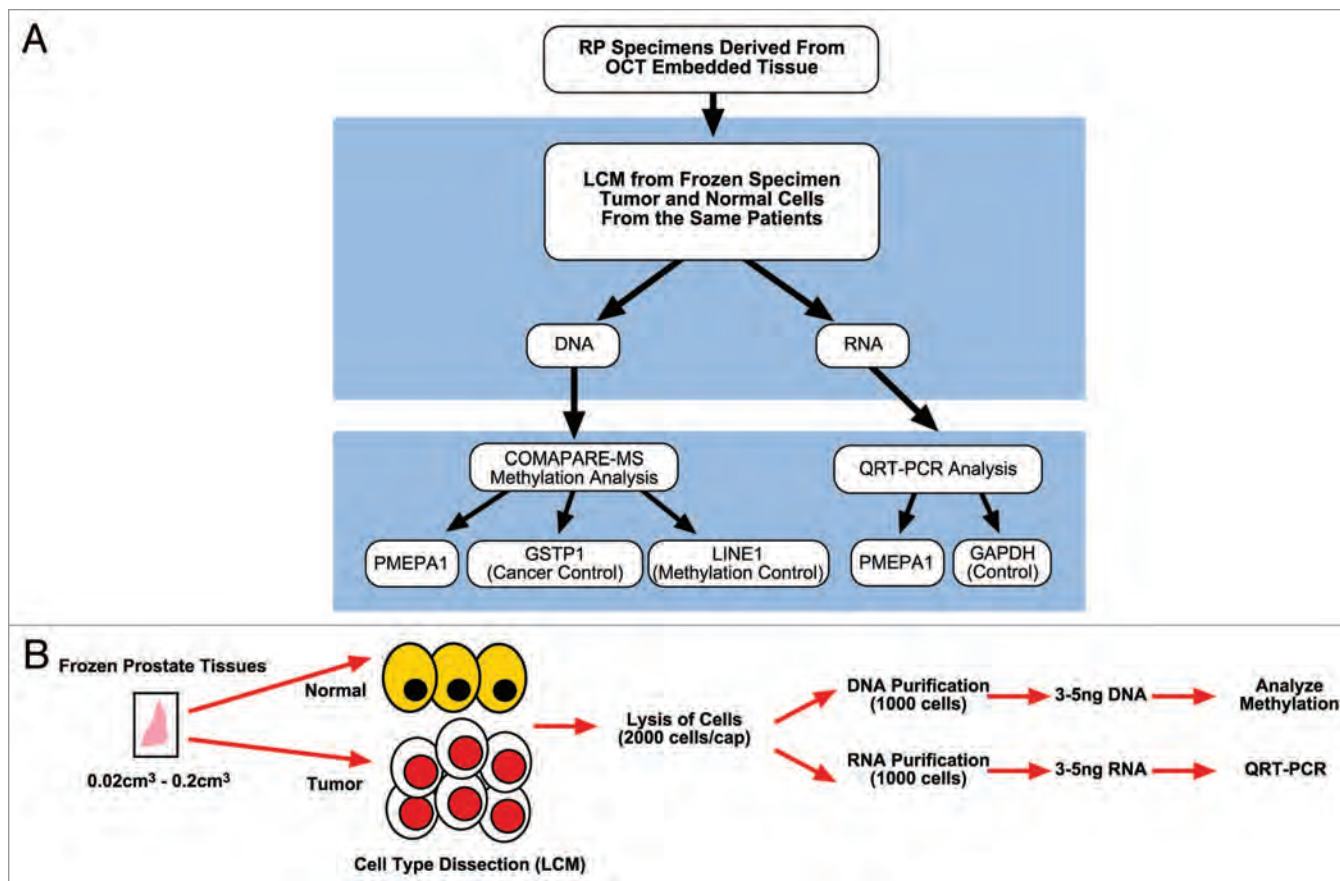 A
RP Specimens Derived From
OCT Embedded Tissue
LCM from Frozen Specimen
Tumor and Normal Cells
From the Same Patients
DNA
RNA
COMAPARE-MS
Methylation Analysis
QRT-PCR Analysis
PMEPA1
GSTP1
(Cancer Control)
LINE1
(Methylation Control)
PMEPA1
GAPDH
(Control)
B
Frozen Prostate Tissues
0.02cm³ - 0.2cm³
Normal
Tumor
Cell Type Dissection (LCM)
Lysis of Cells
(2000 cells/cap)
DNA Purification
(1000 cells)
3-5ng DNA
Analyze
Methylation
RNA Purification
(1000 cells)
3-5ng RNA
QRT-PCR